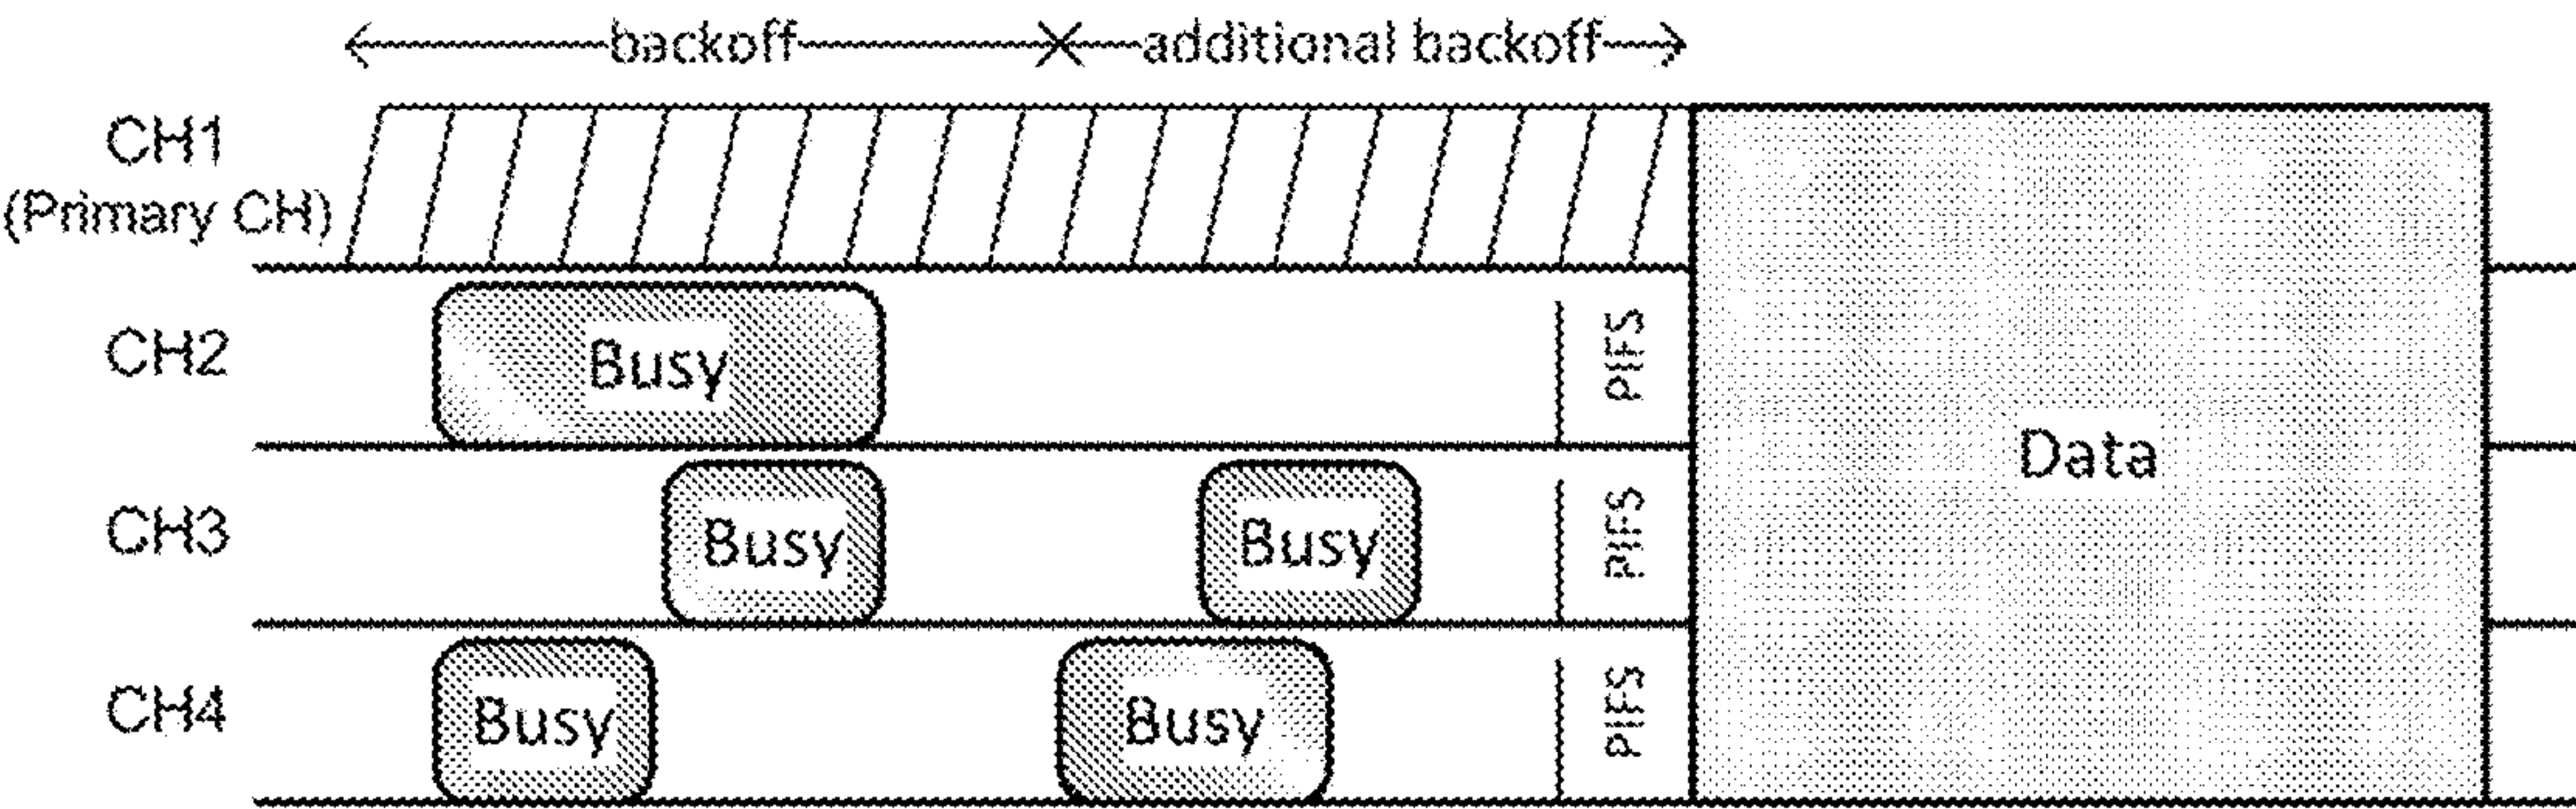 backoff additional backoff
CH1
(Primary CH)
CH2 Busy PIFS
Data
CH3 Busy Busy PIFS
CH4 Busy Busy PIFS